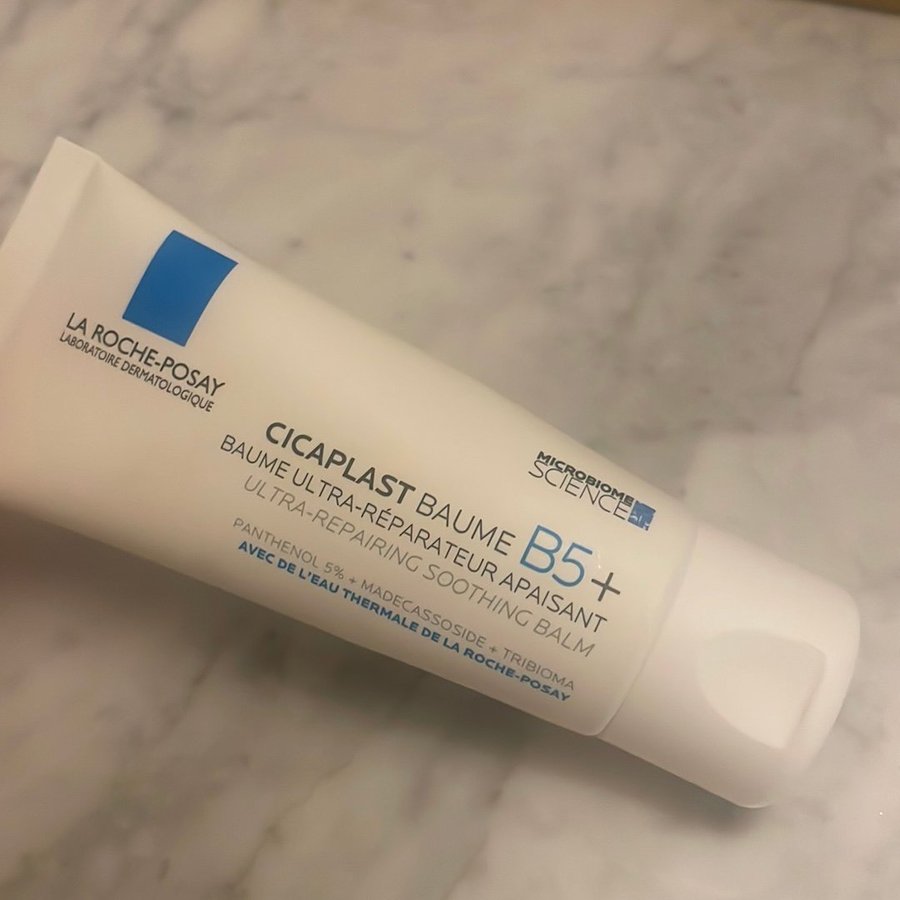 LA ROCHE-POSAY
LABORATOIRE DERMATOLOGIQUE
CICAPLAST BAUME B5+
BAUME ULTRA-RÉPARATEUR APAISANT
ULTRA-REPAIRING SOOTHING BALM
PANTHENOL 5% + MADECASSOSIDE + TRIBIOMA
AVEC DE L'EAU THERMALE DE LA ROCHE-POSAY
MICROBIOME
SCIENCE